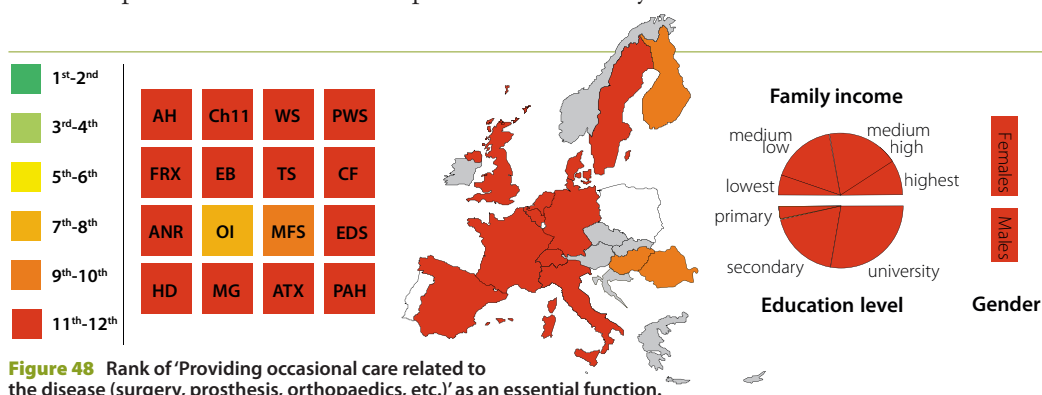 1st-2nd
3rd-4th
5th-6th
7th-8th
9th-10th
11th-12th
AH Ch11 WS PWS
FRX EB TS CF
ANR OI MFS EDS
HD MG ATX PAH
Family income
medium low
medium high
lowest
highest
primary
secondary
university
Education level
Females
Males
Gender
Figure 48 Rank of ‘Providing occasional care related to
the disease (surgery, prosthesis, orthopaedics, etc.)’ as an essential function.